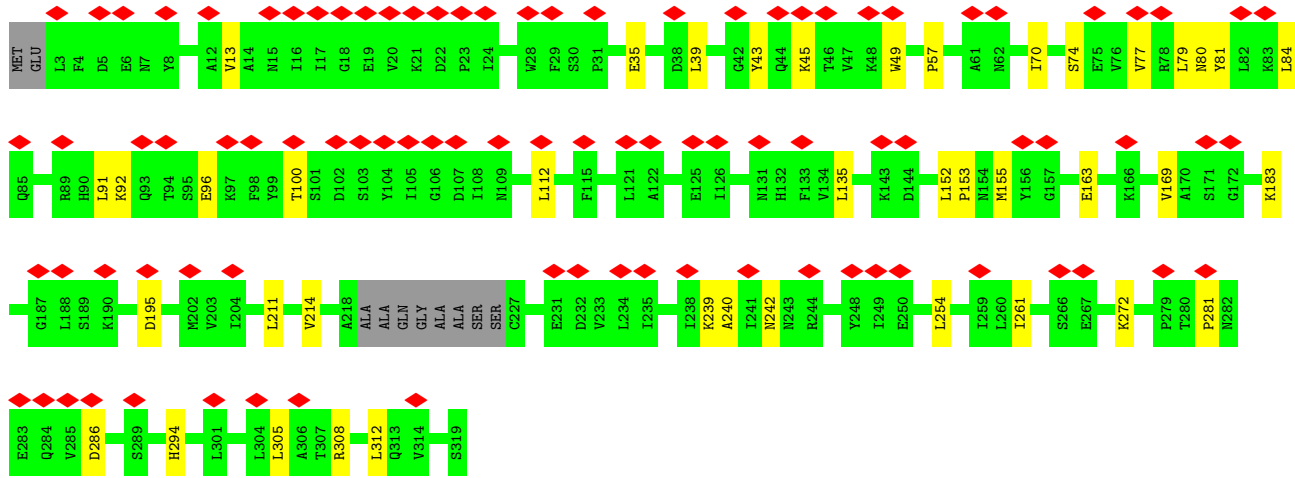 MET GLU L3 F4 D5 E6 N7 Y8 A12 V13 A14 N15 I16 I17 G18 E19 V20 K21 D22 P23 I24 W28 F29 S30 P31 E35 D38 L39 G42 Y43 Q44 K45 T46 V47 K48 W49 P57 A61 N62 I70 S74 E75 V76 V77 R78 L79 N80 Y81 L82 K83 L84
Q85 R89 H90 L91 K92 Q93 T94 S95 E96 K97 F98 Y99 T100 S101 D102 S103 Y104 I105 G106 D107 I108 N109 L112 F115 L121 A122 E125 I126 N131 H132 F133 V134 L135 K143 D144 L152 P153 N154 M155 Y156 G157 E163 K166 V169 A170 S171 G172 K183
G187 L188 S189 K190 D195 M202 V203 I204 L211 V214 A218 ALA ALA GLN GLY ALA ALA SER SER C227 E231 D232 V233 L234 I235 I238 K239 A240 I241 N242 N243 R244 Y248 I249 E250 L254 I259 L260 I261 S266 E267 K272 P279 T280 P281 N282
E283 Q284 V285 D286 S289 H294 L301 L304 L305 A306 T307 R308 L312 Q313 V314 S319